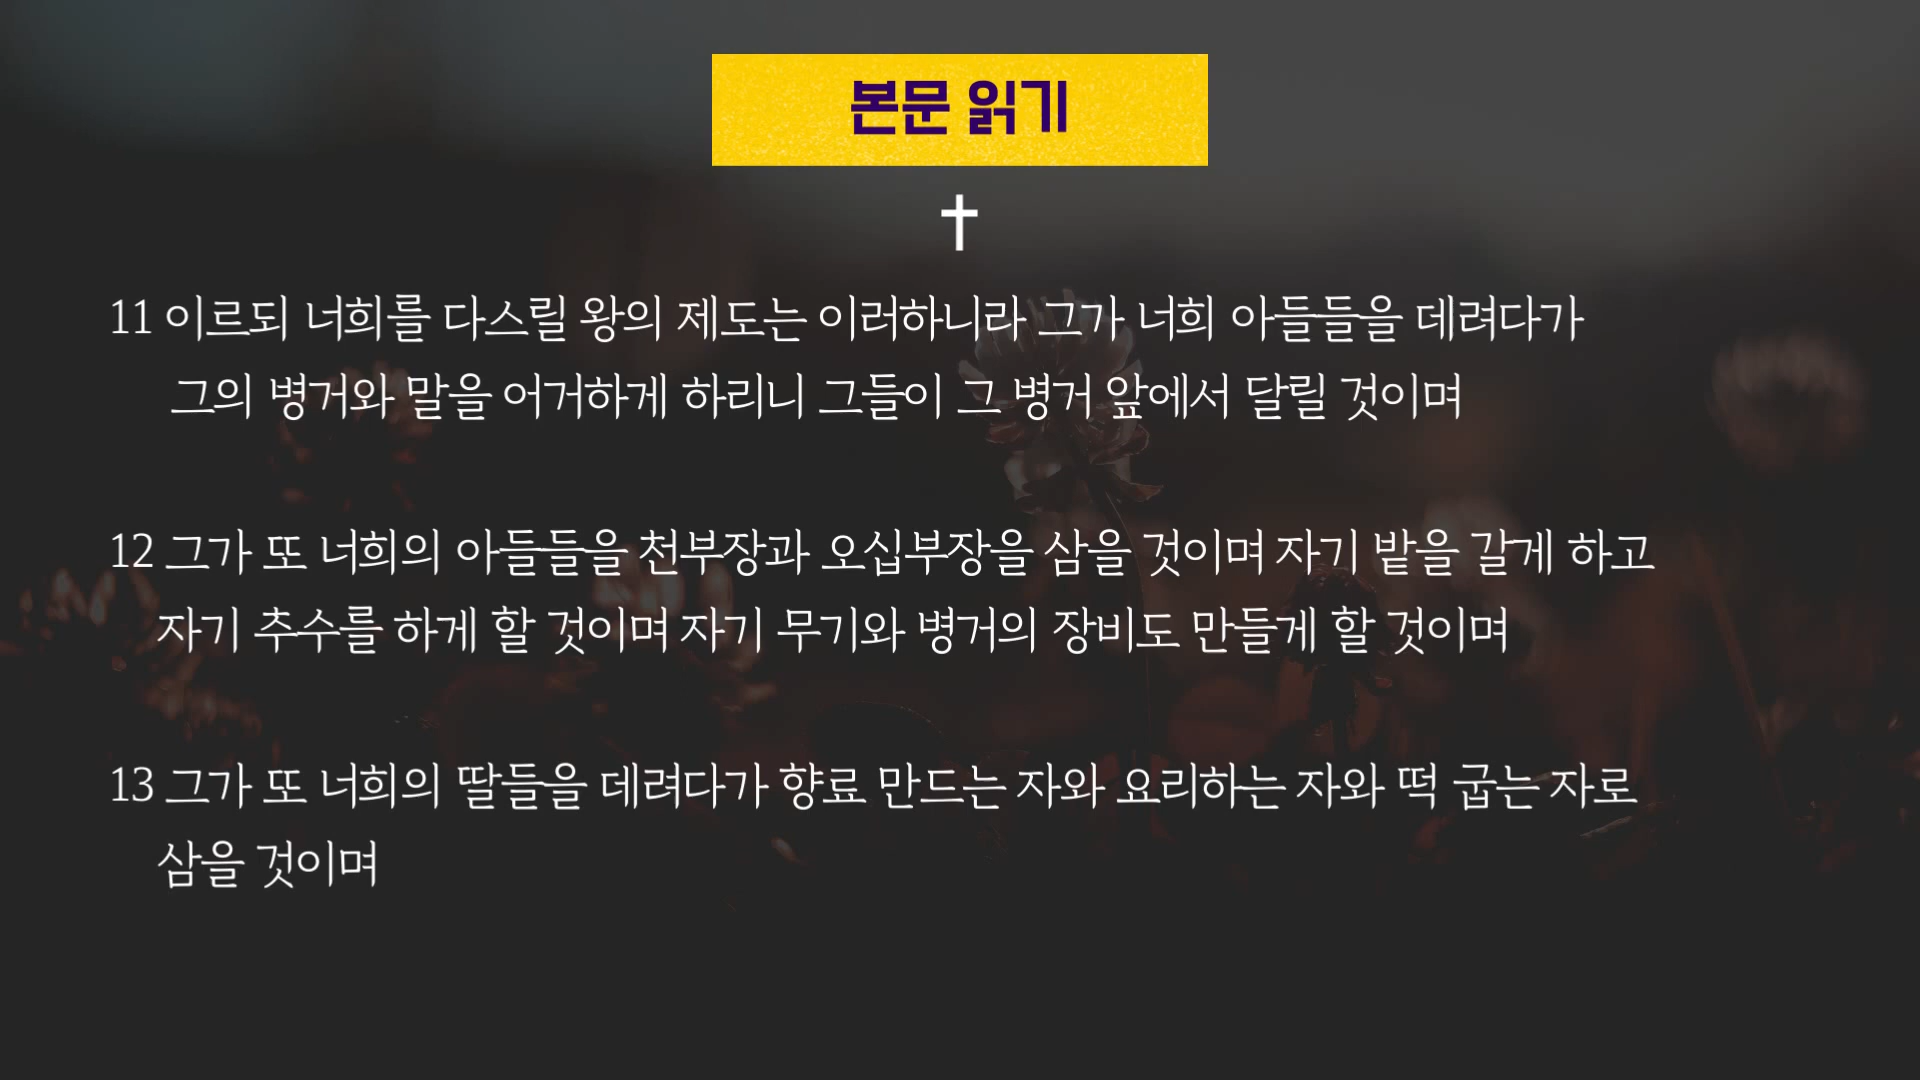 본문 읽기
11 이르되 너희를 다스릴 왕의 제도는 이러하니라 그가 너희 아들들을 데려다가
그의 병거와 말을 어거하게 하리니 그들이 그 병거 앞에서 달릴 것이며
12 그가 또 너희의 아들들을 천부장과 오십부장을 삼을 것이며 자기 밭을 갈게 하고
자기 추수를 하게 할 것이며 자기 무기와 병거의 장비도 만들게 할 것이며
13 그가 또 너희의 딸들을 데려다가 향료 만드는 자와 요리하는 자와 떡 굽는 자로
삼을 것이며